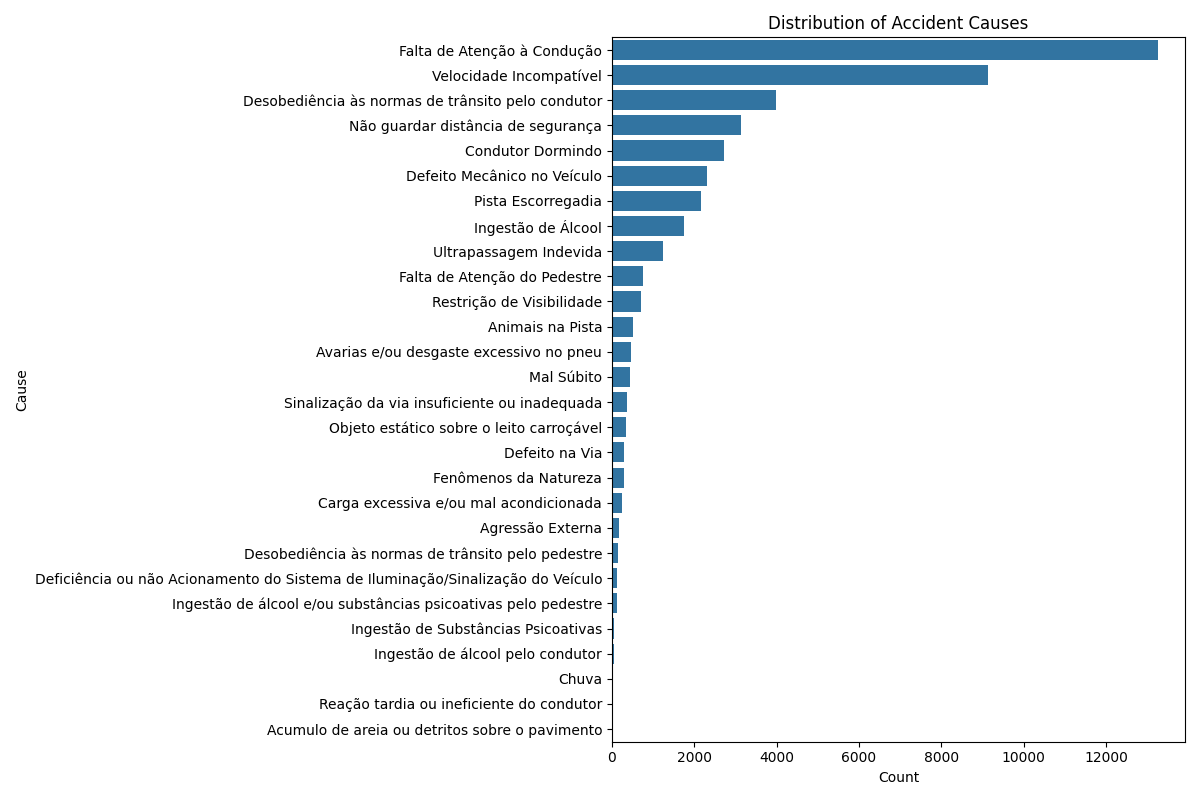 Distribution of Accident Causes
Falta de Atenção à Condução
Velocidade Incompatível
Desobediência às normas de trânsito pelo condutor
Não guardar distância de segurança
Condutor Dormindo
Defeito Mecânico no Veículo
Pista Escorregadia
Ingestão de Álcool
Ultrapassagem Indevida
Falta de Atenção do Pedestre
Restrição de Visibilidade
Animais na Pista
Avarias e/ou desgaste excessivo no pneu
Mal Súbito
Sinalização da via insuficiente ou inadequada
Objeto estático sobre o leito carroçável
Defeito na Via
Fenômenos da Natureza
Carga excessiva e/ou mal acondicionada
Agressão Externa
Desobediência às normas de trânsito pelo pedestre
Deficiência ou não Acionamento do Sistema de Iluminação/Sinalização do Veículo
Ingestão de álcool e/ou substâncias psicoativas pelo pedestre
Ingestão de Substâncias Psicoativas
Ingestão de álcool pelo condutor
Chuva
Reação tardia ou ineficiente do condutor
Acumulo de areia ou detritos sobre o pavimento
Cause
0 2000 4000 6000 8000 10000 12000
Count